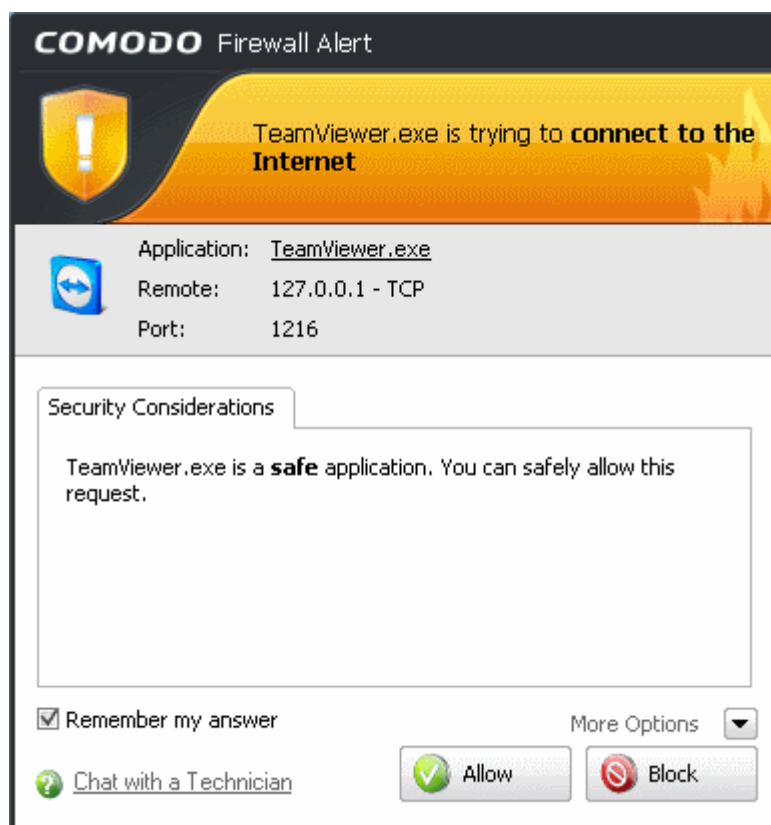 COMODO Firewall Alert
TeamViewer.exe is trying to connect to the
Internet
Application: TeamViewer.exe
Remote: 127.0.0.1 - TCP
Port: 1216
Security Considerations
TeamViewer.exe is a safe application. You can safely allow this
request.
Remember my answer
More Options
Chat with a Technician
Allow
Block